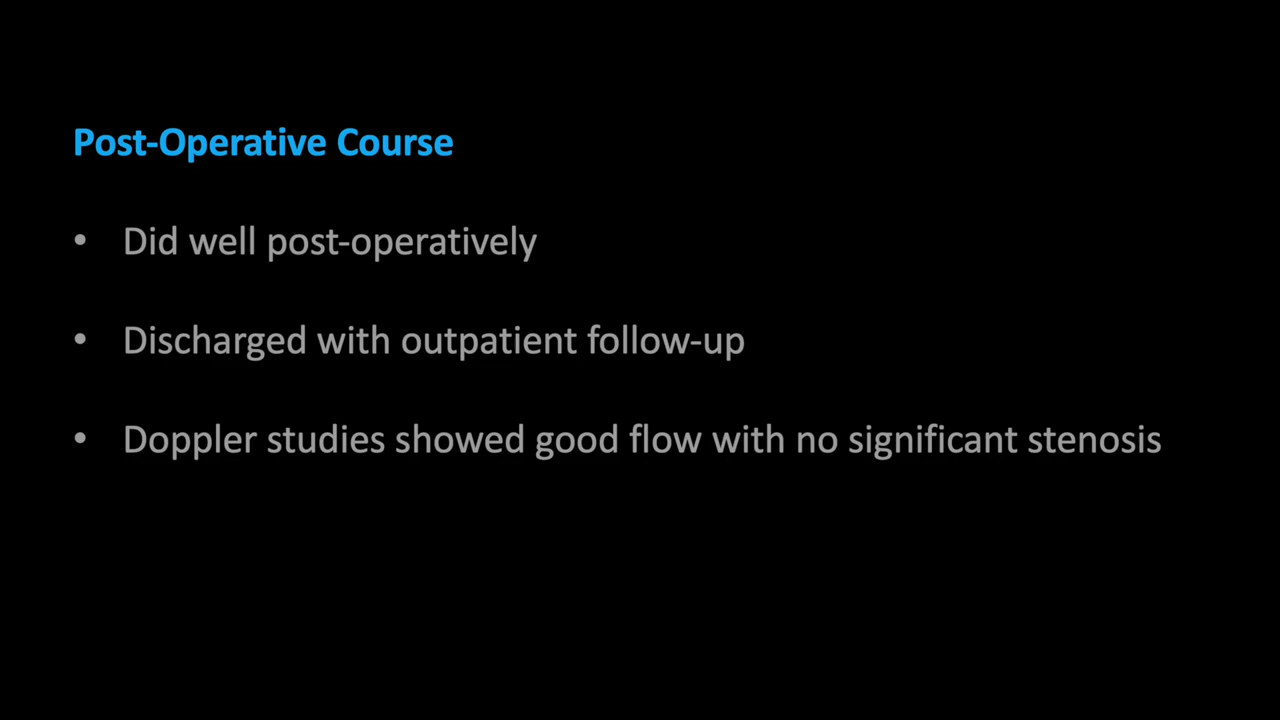 Post-Operative Course
• Did well post-operatively
• Discharged with outpatient follow-up
• Doppler studies showed good flow with no significant stenosis